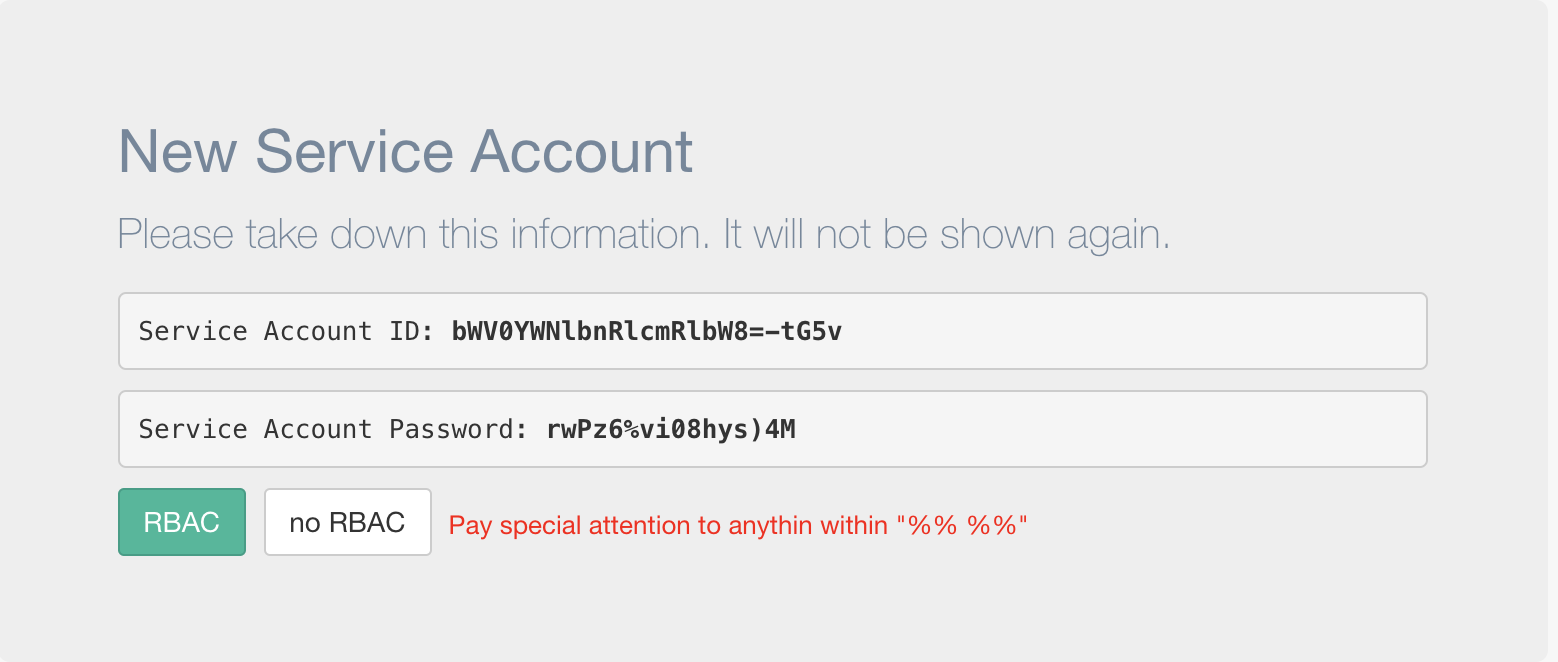 New Service Account
Please take down this information. It will not be shown again.
Service Account ID: bWV0YWNlbnRlcmRlbW8=-tG5v
Service Account Password: rwPz6%vi08hys)4M
RBAC
no RBAC
Pay special attention to anythin within "%% %%"